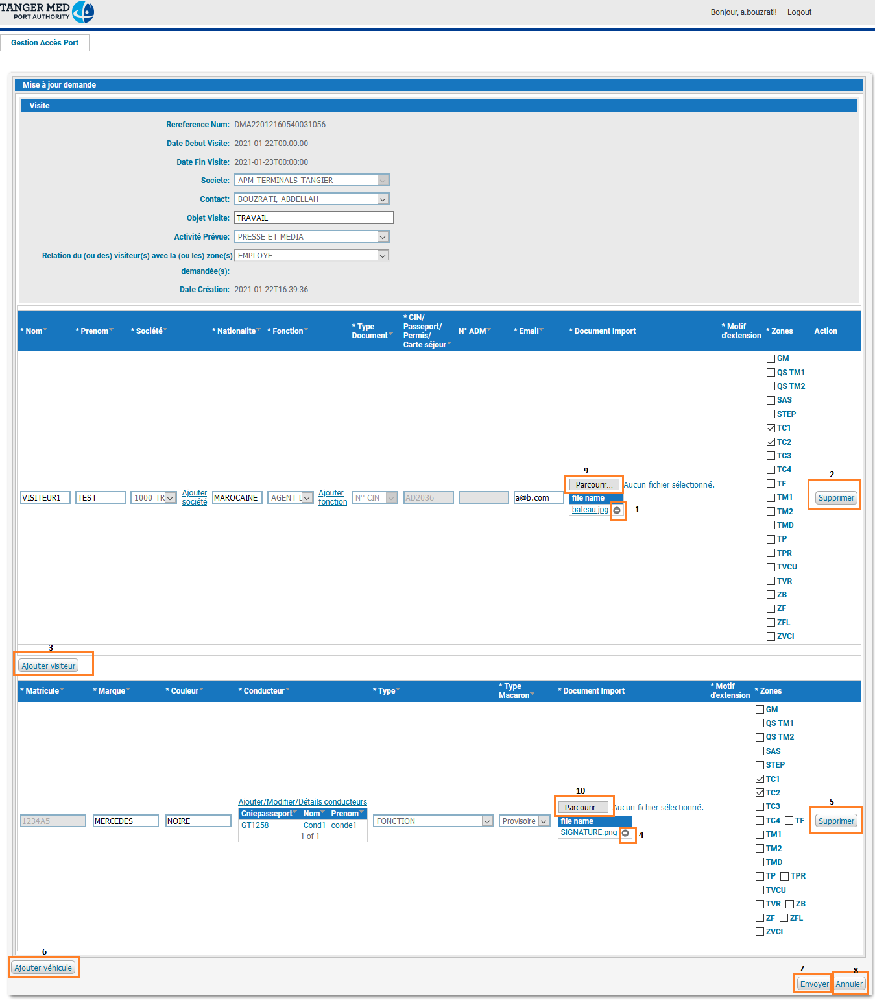 TANGER MED
PORT AUTHORITY
Bonjour, a.bouzrati! Logout
Gestion Accès Port
Mise à jour demande
Visite
Rereference Num: DMA22012160540031056
Date Debut Visite: 2021-01-22T00:00:00
Date Fin Visite: 2021-01-23T00:00:00
Societe: APM TERMINALS TANGIER
Contact: BOUZRATI, ABDELLAH
Objet Visite: TRAVAIL
Activité Prévue: PRESSE ET MEDIA
Relation du (ou des) visiteur(s) avec la (ou les) zone(s) EMPLOYE
demandée(s):
Date Création: 2021-01-22T16:39:36
* Nom * Prenom * Société * Nationalite * Fonction * Type Document * CIN/ Passeport/ Permis/ Carte séjour N° ADM * Email * Document Import * Motif d'extension * Zones Action
GM
QS TM1
QS TM2
SAS
STEP
TC1
TC2
TC3
TC4
9
2
TF
Parcourir... Aucun fichier sélectionné.
VISITEUR1 TEST 1000 TR Ajouter société MAROCAINE AGENT D Ajouter fonction N° CIN AD2036 a@b.com file name TM1 Supprimer
bateau.jpg 1
TM2
TMD
TP
TPR
TVCU
TVR
ZB
ZF
ZFL
ZVCI
3
Ajouter visiteur
* Matricule * Marque * Couleur * Conducteur * Type * Type Macaron * Document Import * Motif d'extension * Zones
GM
QS TM1
QS TM2
SAS
STEP
TC1
10
TC2
5
Ajouter/Modifier/Détails conducteurs
Parcourir... Aucun fichier sélectionné. TC3
Cniepasseport Nom Prenom
1234A5 MERCEDES NOIRE GT1258 Cond1 conde1 FONCTION Provisoire file name TC4 TF Supprimer
1 of 1 SIGNATURE.png 4 TM1
TM2
TMD
TP TPR
TVCU
TVR ZB
ZF ZFL
ZVCI
6
Ajouter véhicule
7 8
Envoyer Annuler